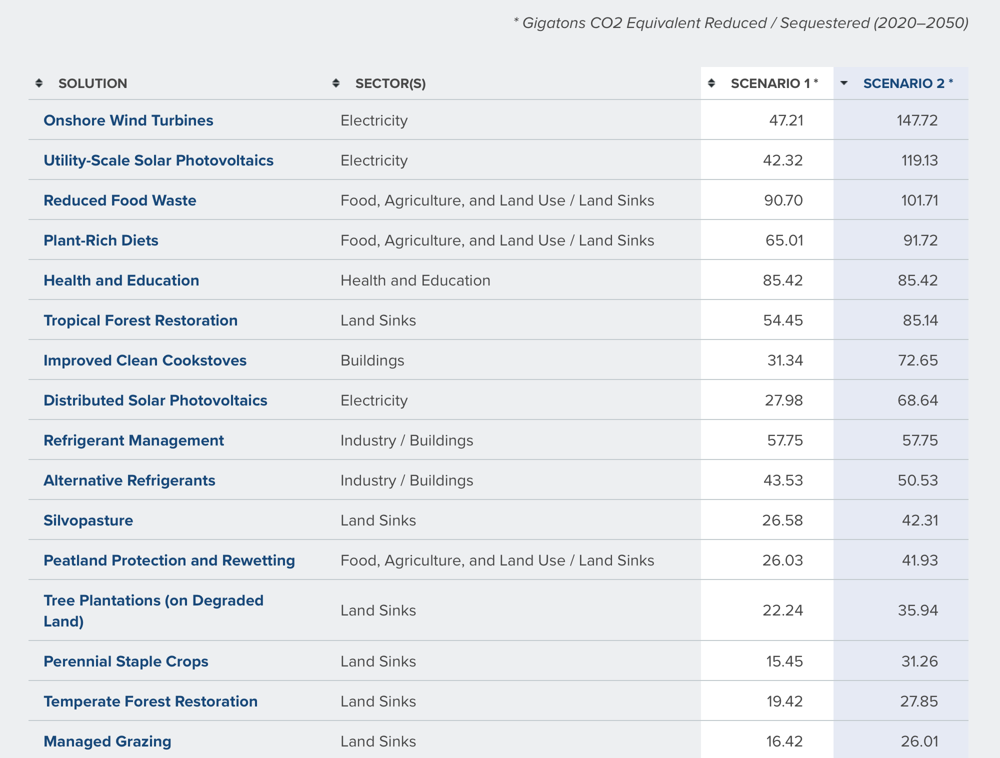 * Gigatons CO2 Equivalent Reduced / Sequestered (2020–2050)
SOLUTION SECTOR(S) SCENARIO 1 * SCENARIO 2 *
Onshore Wind Turbines Electricity 47.21 147.72
Utility-Scale Solar Photovoltaics Electricity 42.32 119.13
Reduced Food Waste Food, Agriculture, and Land Use / Land Sinks 90.70 101.71
Plant-Rich Diets Food, Agriculture, and Land Use / Land Sinks 65.01 91.72
Health and Education Health and Education 85.42 85.42
Tropical Forest Restoration Land Sinks 54.45 85.14
Improved Clean Cookstoves Buildings 31.34 72.65
Distributed Solar Photovoltaics Electricity 27.98 68.64
Refrigerant Management Industry / Buildings 57.75 57.75
Alternative Refrigerants Industry / Buildings 43.53 50.53
Silvopasture Land Sinks 26.58 42.31
Peatland Protection and Rewetting Food, Agriculture, and Land Use / Land Sinks 26.03 41.93
Tree Plantations (on Degraded
Land) Land Sinks 22.24 35.94
Perennial Staple Crops Land Sinks 15.45 31.26
Temperate Forest Restoration Land Sinks 19.42 27.85
Managed Grazing Land Sinks 16.42 26.01